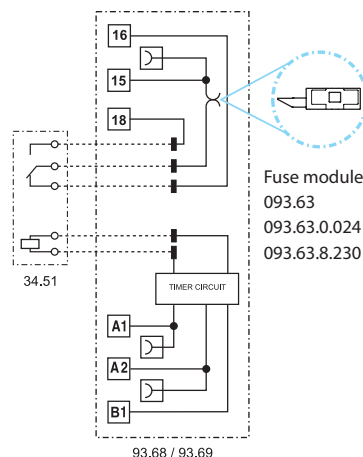 16
15
18
Fuse module
093.63
093.63.0.024
093.63.8.230
34.51
TIMER CIRCUIT
A1
A2
B1
93.68 / 93.69